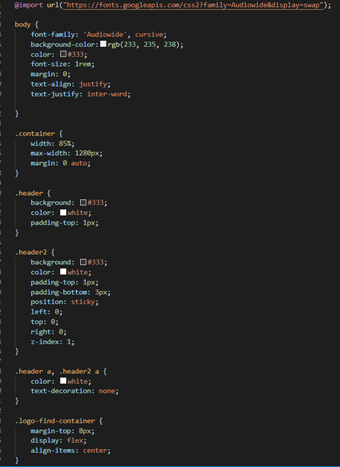 @import url("https://fonts.googleapis.com/css2?family=Audiowide&display=swap");
body {
font-family: 'Audiowide', cursive;
background-color: rgb(233, 235, 238);
color: #333;
font-size: 1rem;
margin: 0;
text-align: justify;
text-justify: inter-word;
}
.container {
width: 85%;
max-width: 1280px;
margin: 0 auto;
}
.header {
background: #333;
color: white;
padding-top: 1px;
}
.header2 {
background: #333;
color: white;
padding-top: 1px;
padding-bottom: 3px;
position: sticky;
left: 0;
top: 0;
right: 0;
z-index: 1;
}
.header a, .header2 a {
color: white;
text-decoration: none;
}
.logo-find-container {
margin-top: 8px;
display: flex;
align-items: center;
}